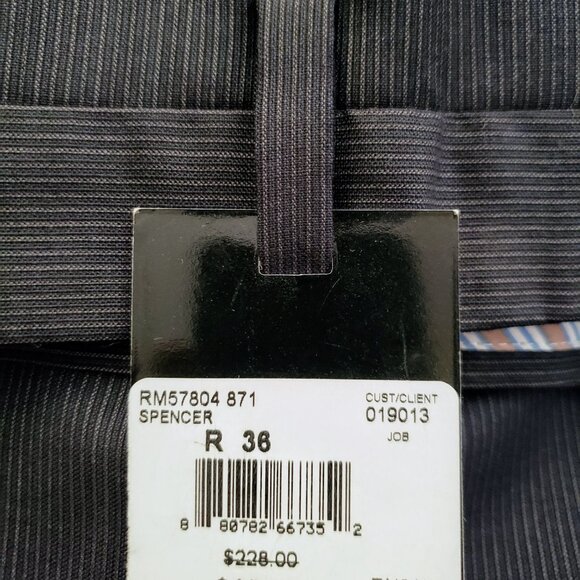 RM57804 871
SPENCER
CUST/CLIENT
019013
JOB
R 36
8 80782 66735 2
$228.00